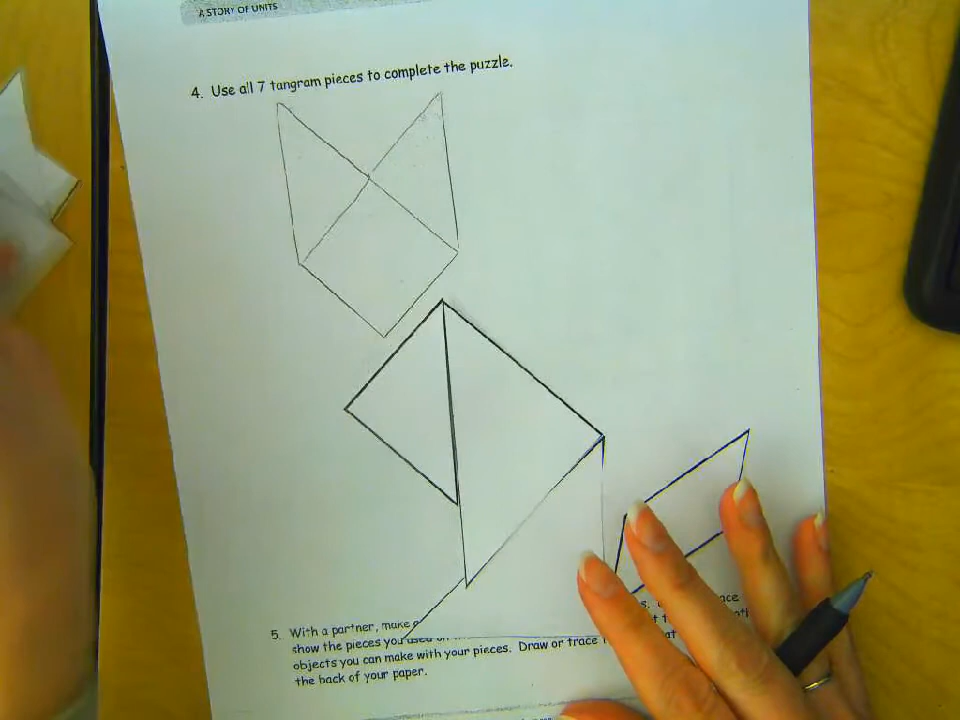 A STORY OF UNITS
4. Use all 7 tangram pieces to complete the puzzle.
5. With a partner, make
show the pieces you used
objects you can make with your pieces. Draw or trace
the back of your paper.